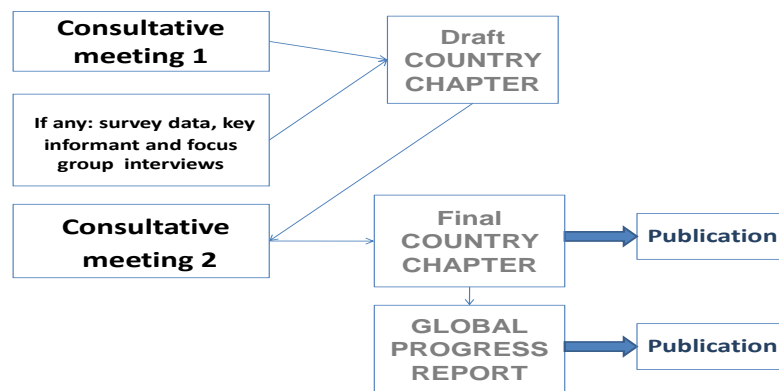 Consultative
meeting 1
Draft
COUNTRY
CHAPTER
If any: survey data, key
informant and focus
group interviews
Consultative
meeting 2
Final
COUNTRY
CHAPTER
Publication
GLOBAL
PROGRESS
REPORT
Publication